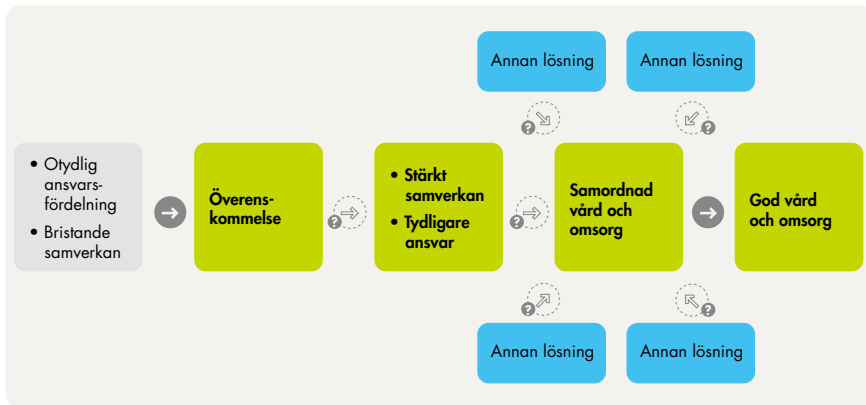 Annan lösning
Annan lösning
?
?
• Otydlig
ansvars-
fördelning
• Bristande
samverkan
Överens-
kommelse
?
• Stärkt
samverkan
• Tydligare
ansvar
?
Samordnad
vård och
omsorg
God vård
och omsorg
?
?
Annan lösning
Annan lösning